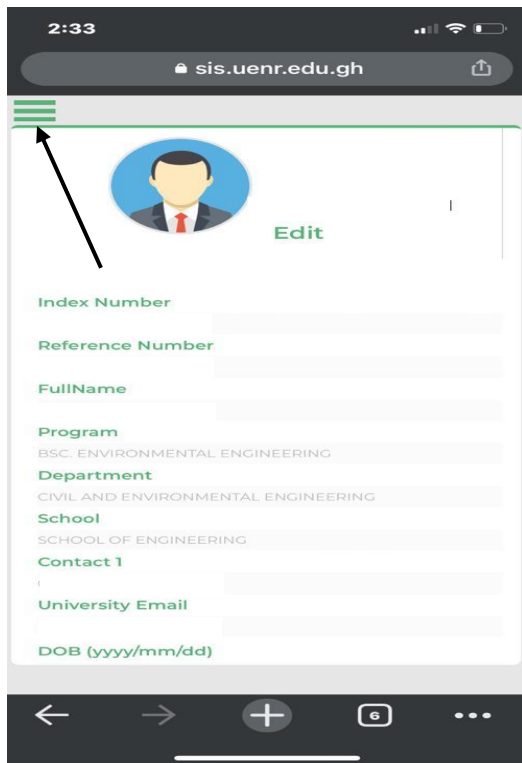 2:33
sis.uenr.edu.gh
Edit
Index Number
Reference Number
FullName
Program
BSC. ENVIRONMENTAL ENGINEERING
Department
CIVIL AND ENVIRONMENTAL ENGINEERING
School
SCHOOL OF ENGINEERING
Contact 1
University Email
DOB (yyyy/mm/dd)
6